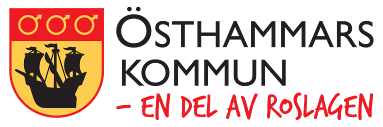 ÖSTHAMMARS
KOMMUN
– EN DEL AV ROSLAGEN